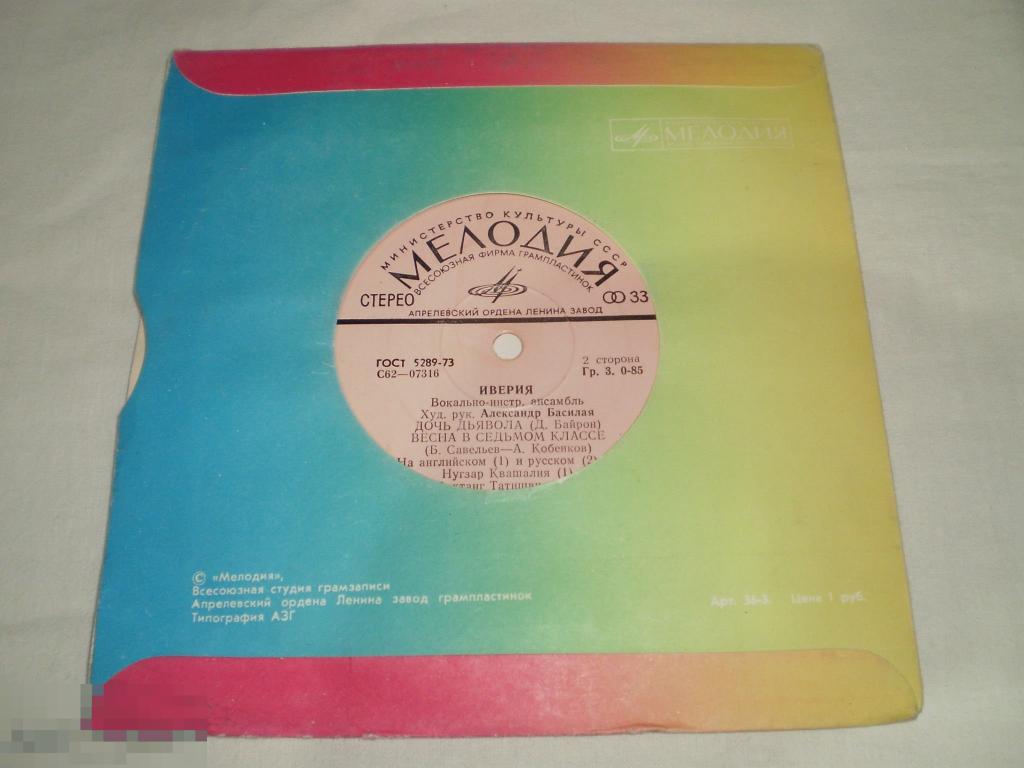 МЕЛОДИЯ
МИНИСТЕРСТВО КУЛЬТУРЫ СССР
МЕЛОДИЯ
ВСЕСОЮЗНАЯ ФИРМА ГРАМПЛАСТИНОК
СТЕРЕО 33
АПРЕЛЕВСКИЙ ОРДЕНА ЛЕНИНА ЗАВОД
ГОСТ 5289-73 2 сторона
С62—07316 Гр. 3. 0-85
ИВЕРИЯ
Вокально-инстр. ансамбль
Худ. рук. Александр Басилая
ДОЧЬ ДЬЯВОЛА (Д. Байрон)
ВЕСНА В СЕДЬМОМ КЛАССЕ
(Б. Савельев—А. Кобенков)
На английском (1) и русском (2)
Нугзар Квашалия (1)
© «Мелодия»,
Всесоюзная студия грамзаписи
Апрелевский ордена Ленина завод грампластинок
Типография АЗГ
Арт. 36-3. Цена 1 руб.